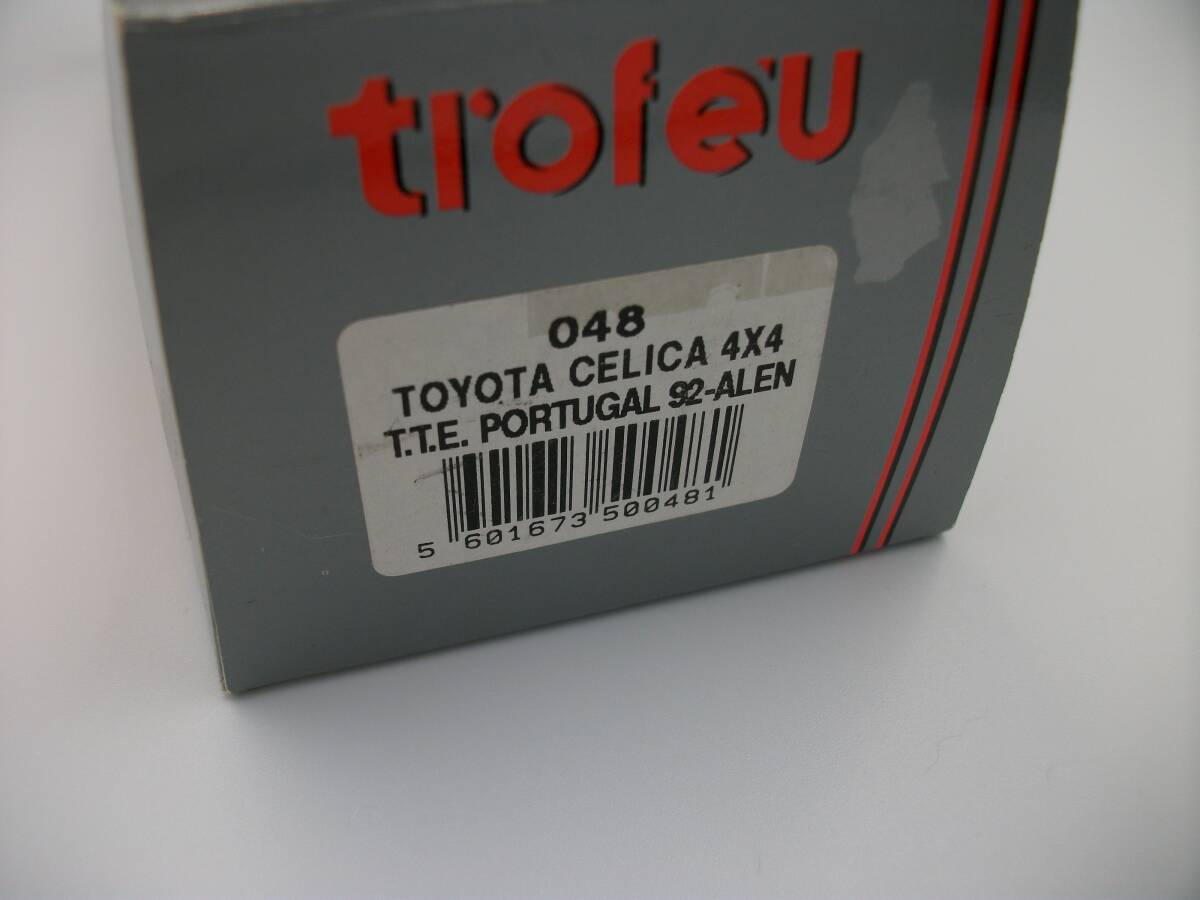 trofeu
048
TOYOTA CELICA 4X4
T.T.E. PORTUGAL 92-ALEN
5 601673 500481